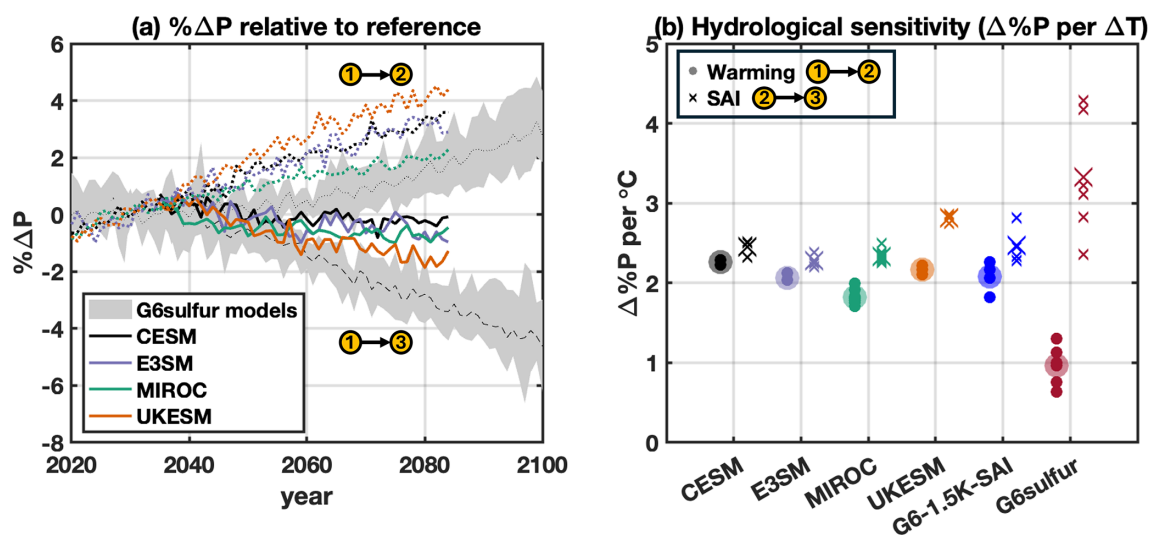 (a) %ΔP relative to reference
6
4
2
0
-2
-4
-6
-8
%ΔP
1 2
G6sulfur models
CESM
E3SM
MIROC
UKESM
1 3
2020 2040 2060 2080 2100
year
(b) Hydrological sensitivity (Δ%P per ΔT)
5
4
3
2
1
0
Δ%P per °C
Warming 1 2
SAI 2 3
CESM
E3SM
MIROC
UKESM
G6-1.5K-SAI
G6sulfur